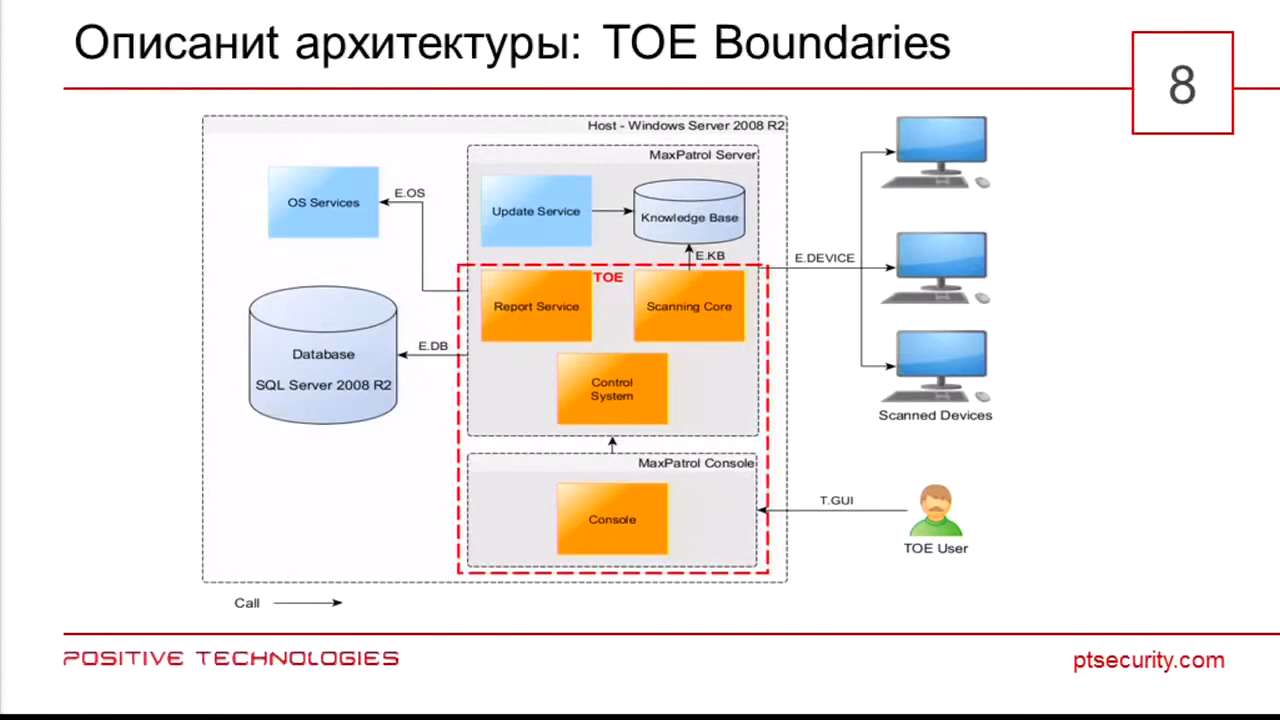 Описаниt архитектуры: TOE Boundaries
8
Host - Windows Server 2008 R2
MaxPatrol Server
OS Services
E.OS
Update Service
Knowledge Base
E.KB
E.DEVICE
TOE
Report Service
Scanning Core
E.DB
Database
SQL Server 2008 R2
Control
System
Scanned Devices
MaxPatrol Console
Console
T.GUI
TOE User
Call
POSITIVE TECHNOLOGIES
ptsecurity.com